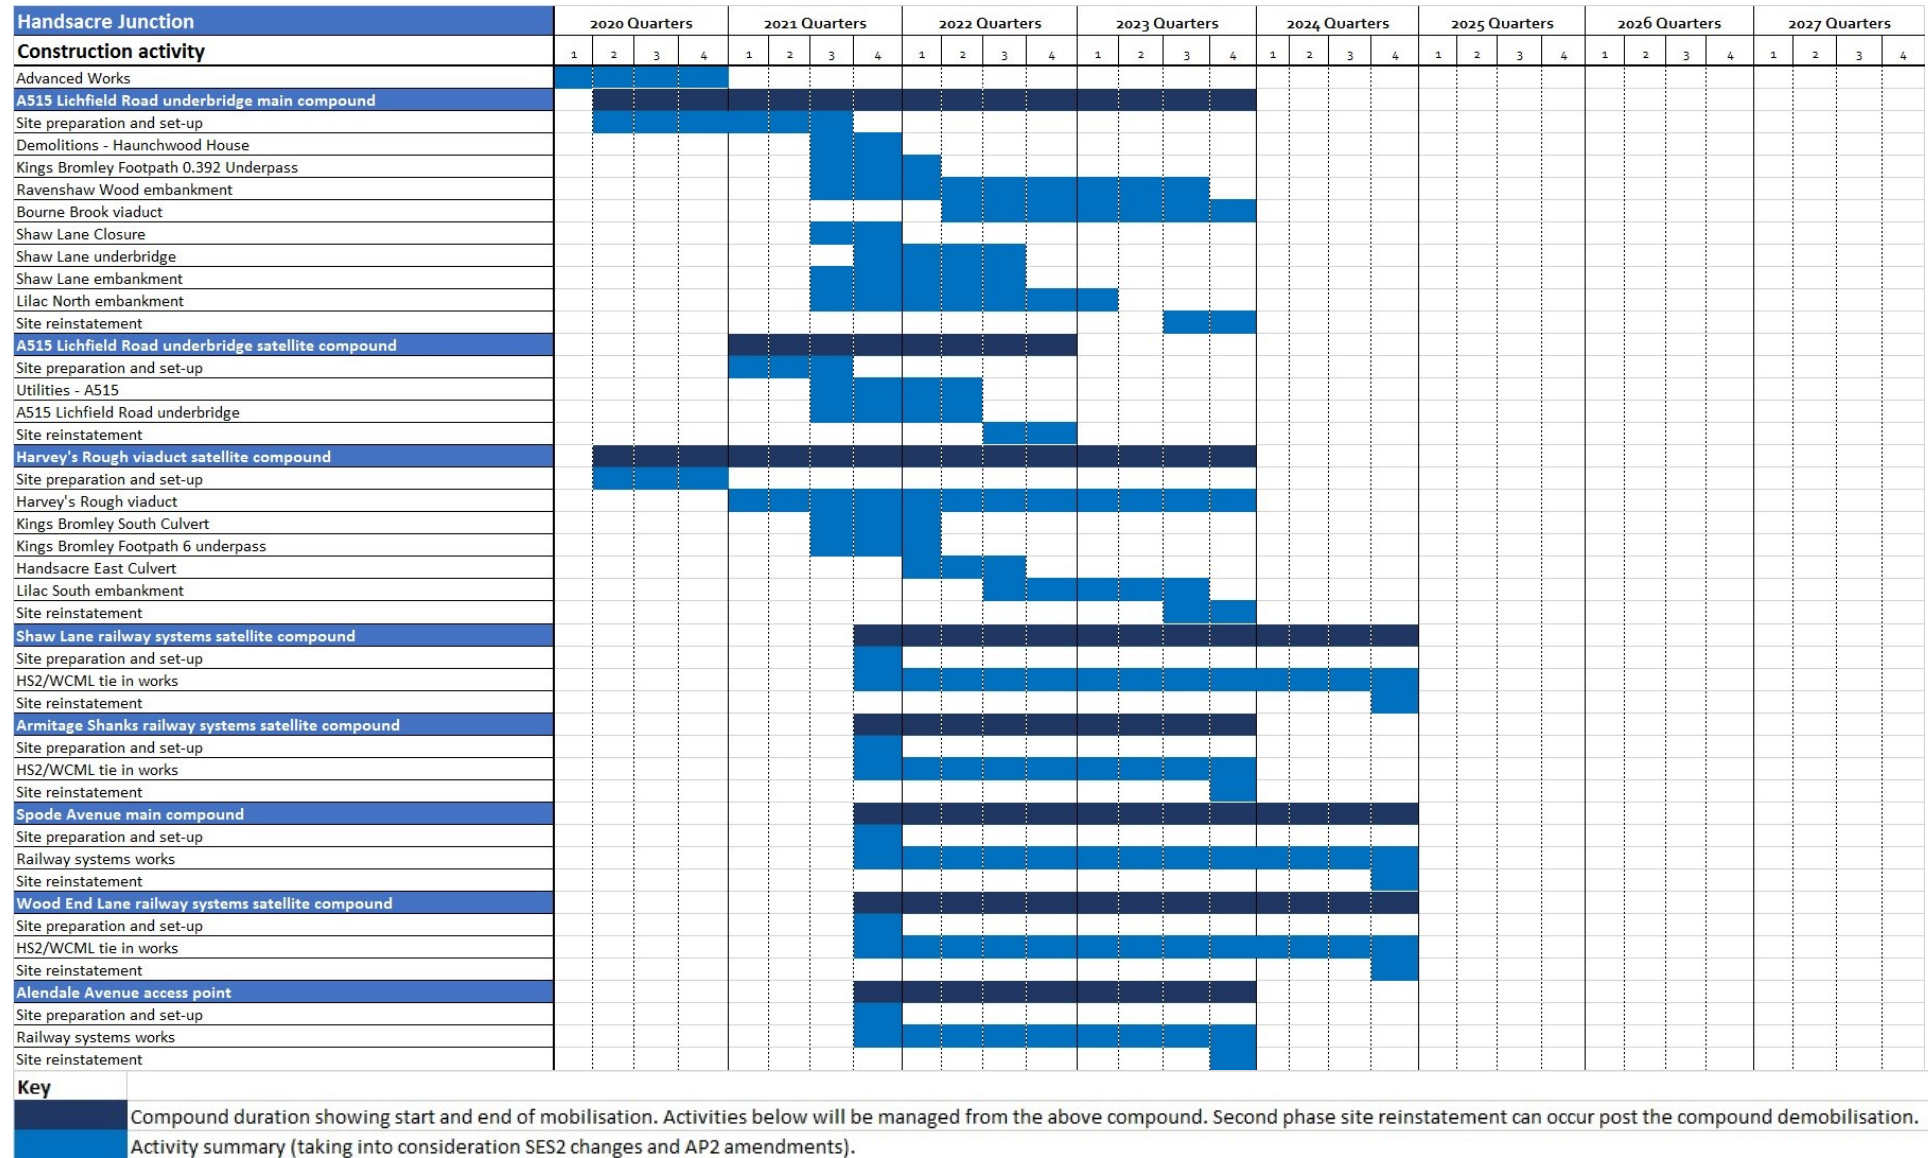 Handsacre Junction 2020 Quarters 2021 Quarters 2022 Quarters 2023 Quarters 2024 Quarters 2025 Quarters 2026 Quarters 2027 Quarters
Construction activity 1 2 3 4 1 2 3 4 1 2 3 4 1 2 3 4 1 2 3 4 1 2 3 4 1 2 3 4 1 2 3 4
Advanced Works
A515 Lichfield Road underbridge main compound
Site preparation and set-up
Demolitions - Haunchwood House
Kings Bromley Footpath 0.392 Underpass
Ravenshaw Wood embankment
Bourne Brook viaduct
Shaw Lane Closure
Shaw Lane underbridge
Shaw Lane embankment
Lilac North embankment
Site reinstatement
A515 Lichfield Road underbridge satellite compound
Site preparation and set-up
Utilities - A515
A515 Lichfield Road underbridge
Site reinstatement
Harvey's Rough viaduct satellite compound
Site preparation and set-up
Harvey's Rough viaduct
Kings Bromley South Culvert
Kings Bromley Footpath 6 underpass
Handsacre East Culvert
Lilac South embankment
Site reinstatement
Shaw Lane railway systems satellite compound
Site preparation and set-up
HS2/WCML tie in works
Site reinstatement
Armitage Shanks railway systems satellite compound
Site preparation and set-up
HS2/WCML tie in works
Site reinstatement
Spode Avenue main compound
Site preparation and set-up
Railway systems works
Site reinstatement
Wood End Lane railway systems satellite compound
Site preparation and set-up
HS2/WCML tie in works
Site reinstatement
Alendale Avenue access point
Site preparation and set-up
Railway systems works
Site reinstatement
Key
Compound duration showing start and end of mobilisation. Activities below will be managed from the above compound. Second phase site reinstatement can occur post the compound demobilisation.
Activity summary (taking into consideration SES2 changes and AP2 amendments).